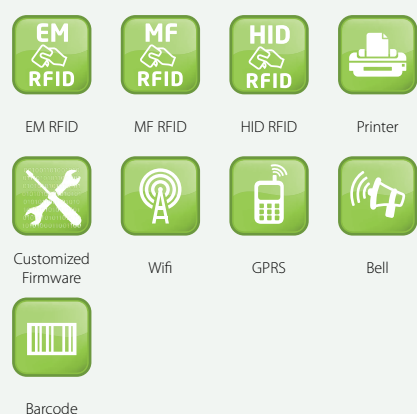 EM
RFID
MF
RFID
HID
RFID
EM RFID
MF RFID
HID RFID
Printer
Customized
Firmware
Wifi
GPRS
Bell
Barcode